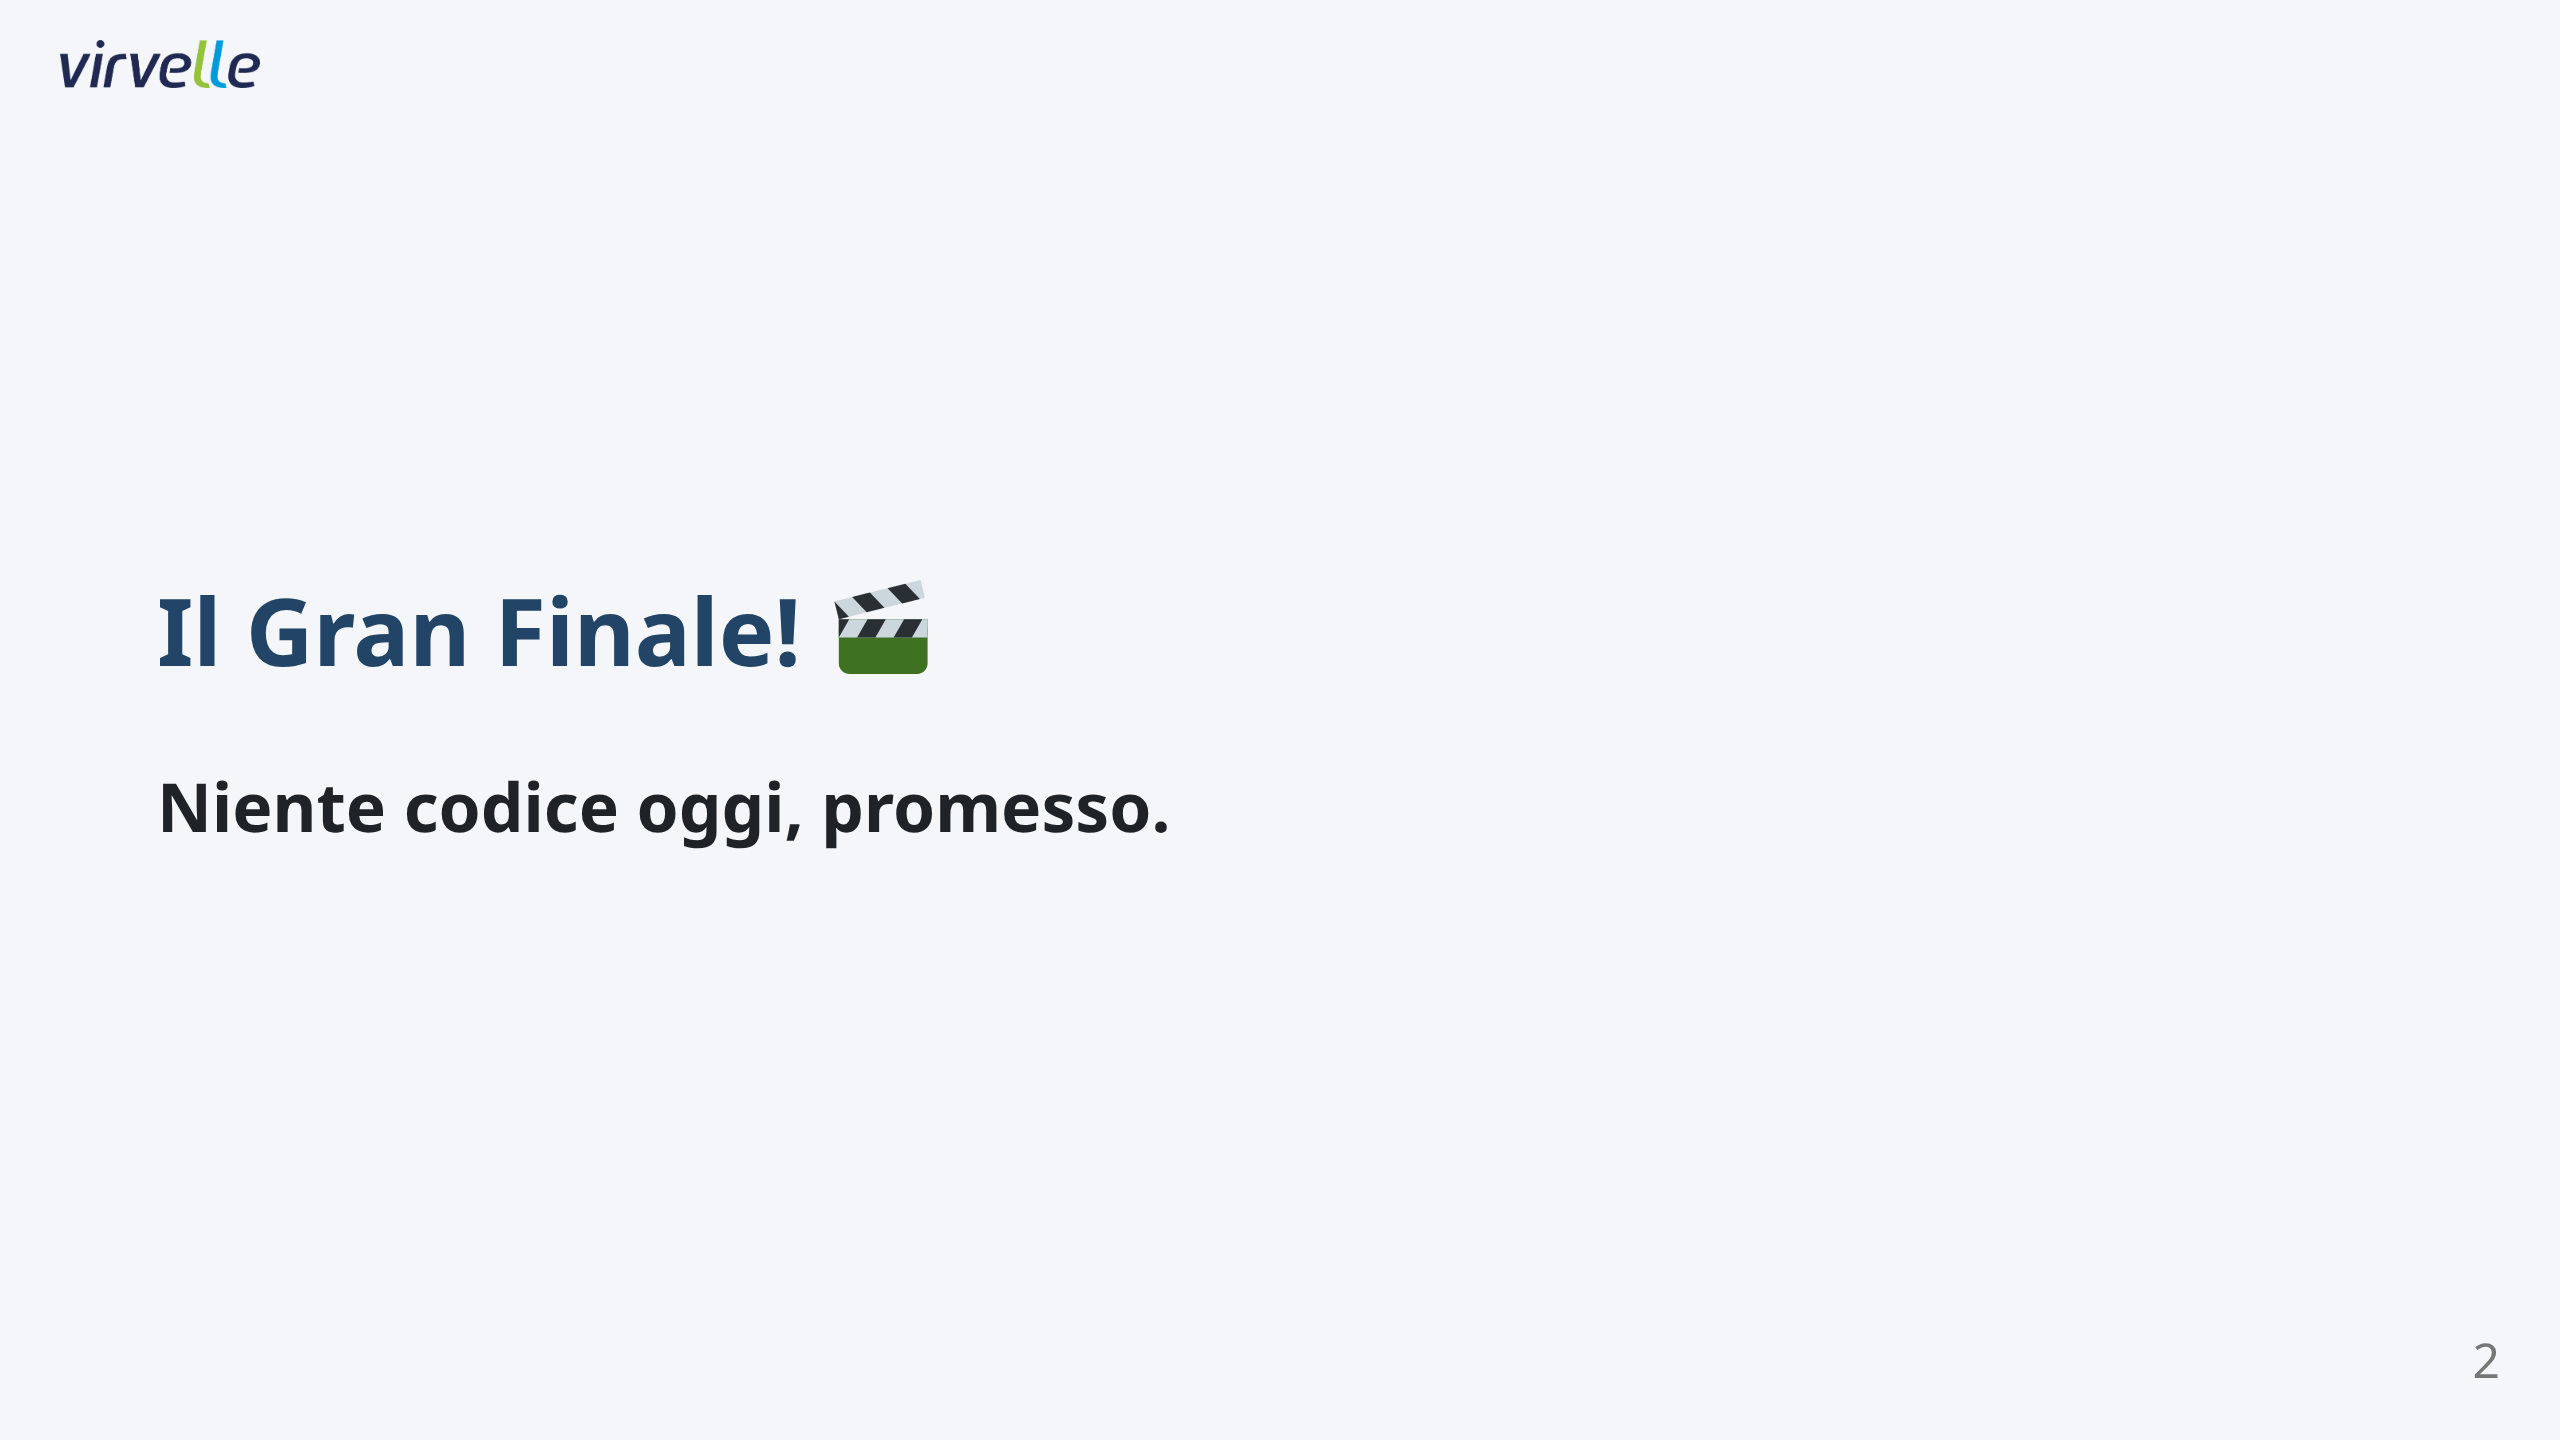 virvelle
Il Gran Finale! 🎬
Niente codice oggi, promesso.
2